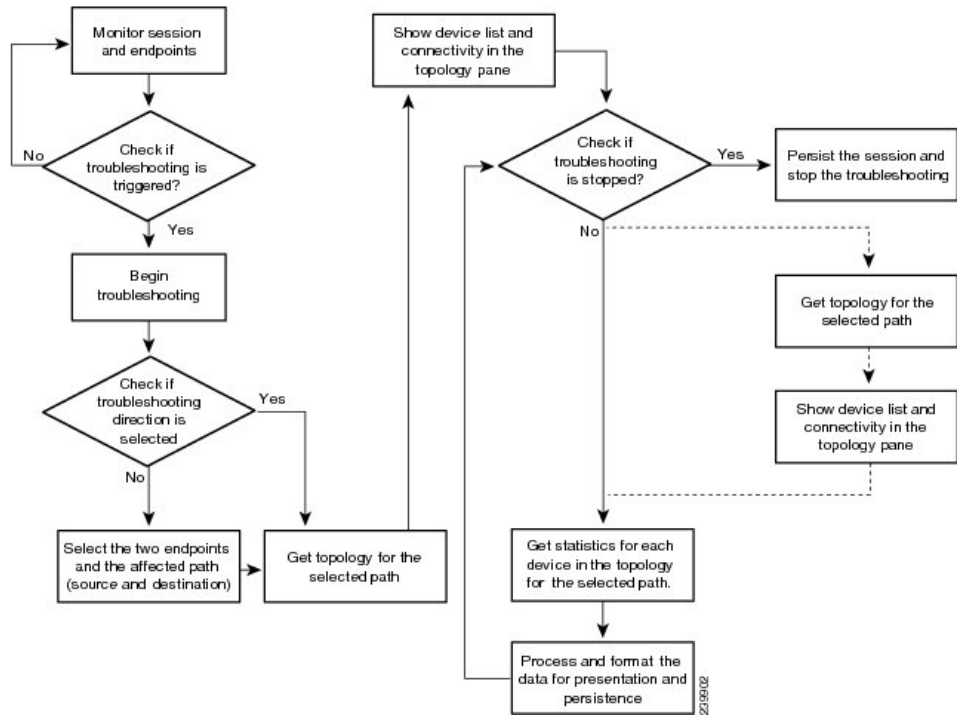 Monitor session
and endpoints
No
Check if
troubleshooting is
triggered?
Yes
Begin
troubleshooting
Check if
troubleshooting
direction is
selected
Yes
No
Select the two endpoints
and the affected path
(source and destination)
Get topology for the
selected path
Show device list and
connectivity in the
topology pane
Check if
troubleshooting
is stopped?
Yes
Persist the session and
stop the troubleshooting
No
Get topology for the
selected path
Show device list and
connectivity in the
topology pane
Get statistics for each
device in the topology
for the selected path.
Process and format the
data for presentation and
persistence
239902